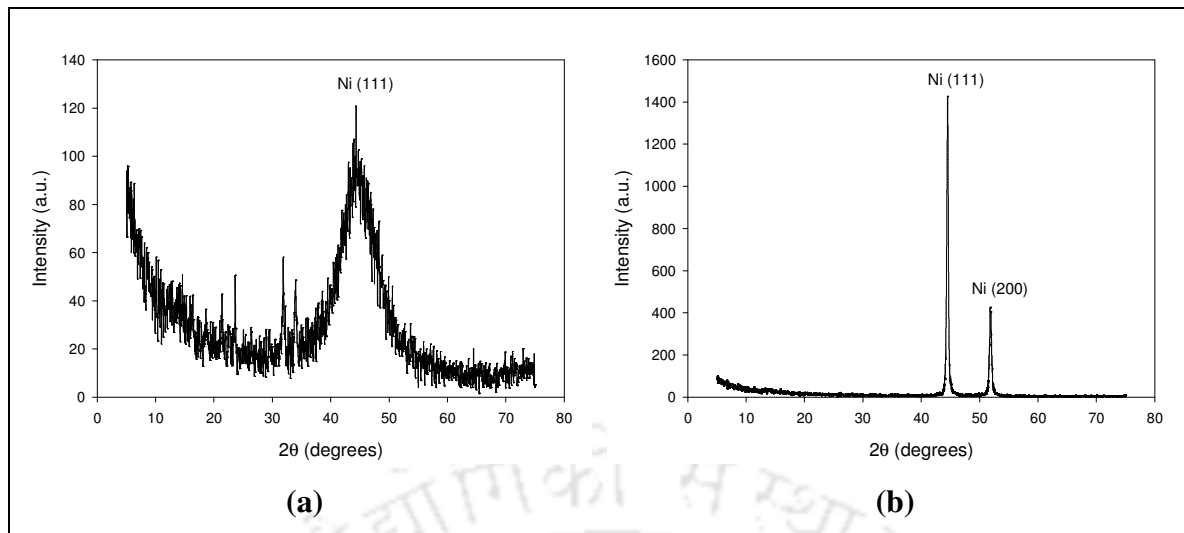 140
120
100
80
60
40
20
0
Intensity (a.u.)
Ni (111)
0 10 20 30 40 50 60 70 80
2θ (degrees)
(a)
1600
1400
1200
1000
800
600
400
200
0
Intensity (a.u.)
Ni (111)
Ni (200)
0 10 20 30 40 50 60 70 80
2θ (degrees)
(b)